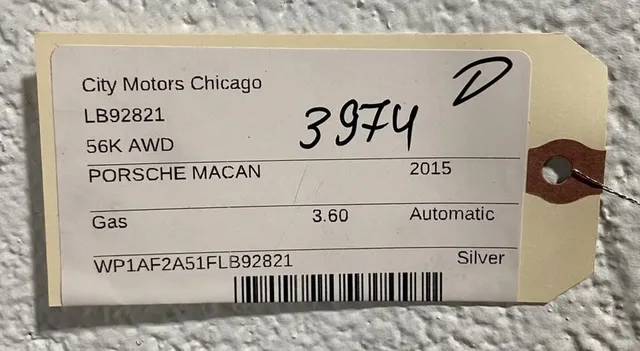 City Motors Chicago
D
LB92821
3974
56K AWD
PORSCHE MACAN 2015
Gas 3.60 Automatic
WP1AF2A51FLB92821 Silver